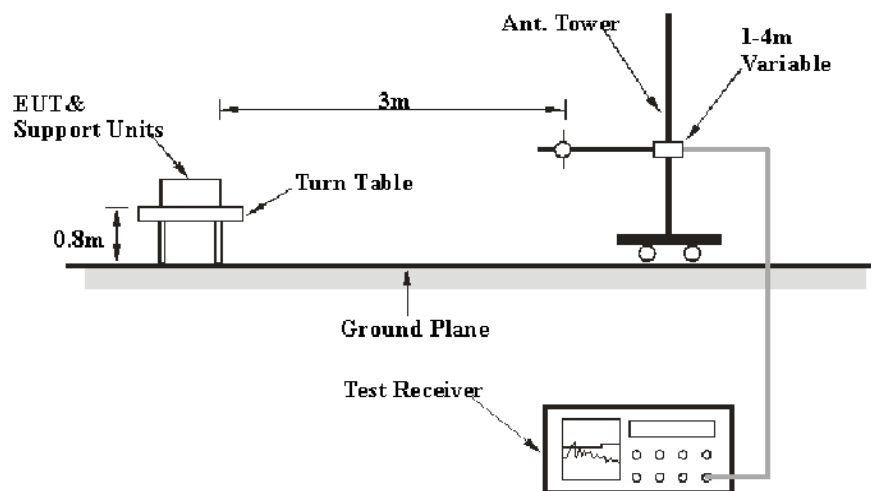 Ant. Tower
1-4m
Variable
3m
EUT&
Support Units
Turn Table
0.8m
Ground Plane
Test Receiver